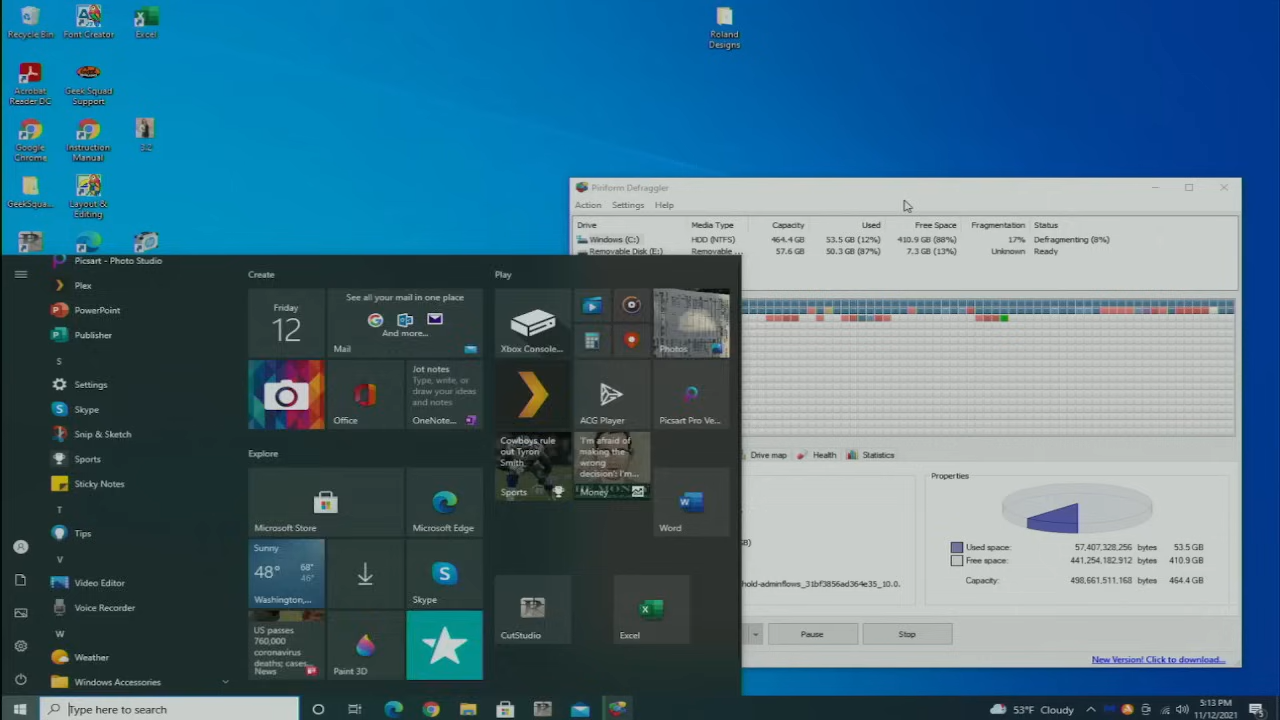 Recycle Bin
Font Creator
Excel
Acrobat
Reader DC
Geek Squad
Support
Google
Chrome
Instruction
Manual
3.2
GeekSqua...
Layout &
Editing
Roland
Designs
Piriform Defraggler
Action Settings Help
Drive Media Type Capacity Used Free Space Fragmentation Status
Windows (C:) HDD (NTFS) 464.4 GB 53.5 GB (12%) 410.9 GB (88%) 17% Defragmenting (8%)
Removable Disk (E:) Removable ... 57.6 GB 50.3 GB (87%) 7.3 GB (13%) Unknown Ready
Drive map Health Statistics
Properties
Used space: 57,407,328,256 bytes 53.5 GB
Free space: 441,254,182,912 bytes 410.9 GB
Capacity: 498,661,511,168 bytes 464.4 GB
hold-adminflows_31bf3856ad364e35_10.0.
Pause
Stop
New Version! Click to download...
Picsart - Photo Studio
Plex
PowerPoint
Publisher
S
Settings
Skype
Snip & Sketch
Sports
Sticky Notes
T
Tips
V
Video Editor
Voice Recorder
W
Weather
Windows Accessories
Create
Friday
12
See all your mail in one place
And more...
Mail
Office
Jot notes
Type, write, or
draw your ideas
and notes
OneNote...
Explore
Microsoft Store
Microsoft Edge
Sunny
48° 68°
46°
Washington,...
Skype
US passes
760,000
coronavirus
deaths; cases...
News
Paint 3D
Play
Xbox Console...
Photos
ACG Player
Picsart Pro Ve...
Cowboys rule
out Tyron
Smith,
Sports
'I'm afraid of
making the
wrong
decision': I'm...
Money
Word
CutStudio
Excel
Type here to search
53°F Cloudy
5:13 PM
11/12/2021